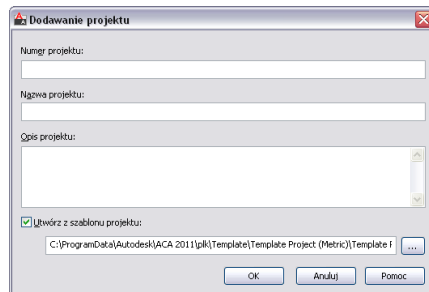 Dodawanie projektu
Numer projektu:
Nazwa projektu:
Opis projektu:
Utwórz z szablonu projektu:
C:\ProgramData\Autodesk\ACA 2011\plk\Template\Template Project (Metric)\Template F
...
OK
Anuluj
Pomoc